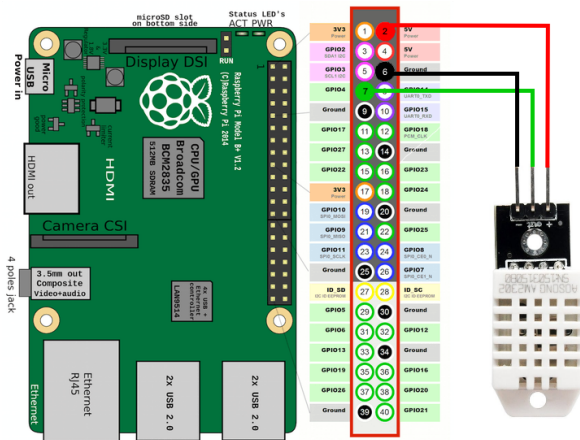 microSD slot
on bottom side
Status LED's
ACT PWR
RUN
Display DSI
Raspberry Pi Model B+ V1.2
(C)Raspberry Pi 2014
Micro
USB
Power in
CPU/GPU
Broadcom
BCM2835
512MB SDRAM
HDMI out
HDMI
Camera CSI
4 poles jack
3.5mm out
Composite
Video+audio
4x USB +
Ethernet
controller
LAN9514
Ethernet
Ethernet
RJ45
2x USB 2.0
2x USB 2.0
3V3
Power
1
2
5V
Power
GPIO2
SDA1 I2C
3
4
5V
Power
GPIO3
SCL1 I2C
5
6
Ground
GPIO4
7
8
UART0_TXD
Ground
9
10
GPIO15
UART0_RXD
GPIO17
11
12
GPIO18
PCM_CLK
GPIO27
13
14
Ground
GPIO22
15
16
GPIO23
3V3
Power
17
18
GPIO24
GPIO10
SPI0_MOSI
19
20
Ground
GPIO9
SPI0_MISO
21
22
GPIO25
GPIO11
SPI0_SCLK
23
24
GPIO8
SPI0_CE0_N
Ground
25
26
GPIO7
SPI0_CE1_N
ID_SD
I2C ID EEPROM
27
28
ID_SC
I2C ID EEPROM
GPIO5
29
30
Ground
GPIO6
31
32
GPIO12
GPIO13
33
34
Ground
GPIO19
35
36
GPIO16
GPIO26
37
38
GPIO20
Ground
39
40
GPIO21
- out +